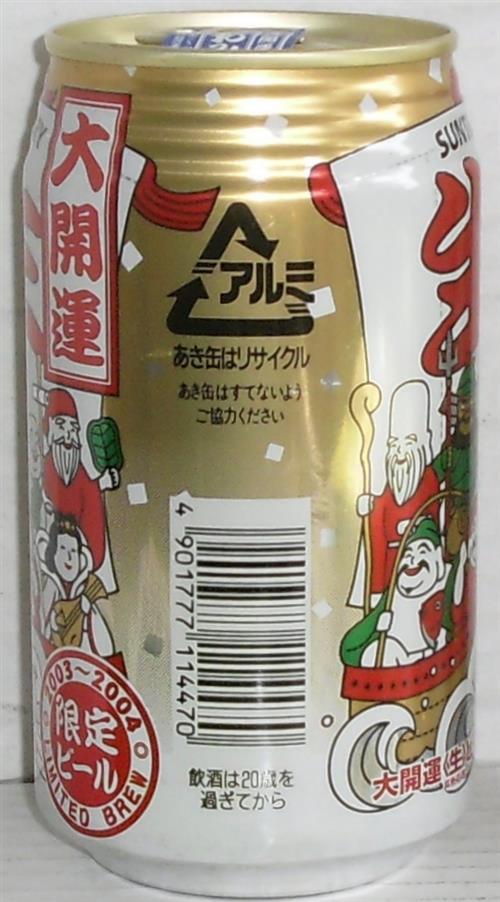 大開運
SUNT
アルミ
あき缶はリサイクル
あき缶はすてないよう
ご協力ください
4 901777 114470
2003～2004
限定
ビール
LIMITED BREW
飲酒は20歳を
過ぎてから
大開運〈生〉